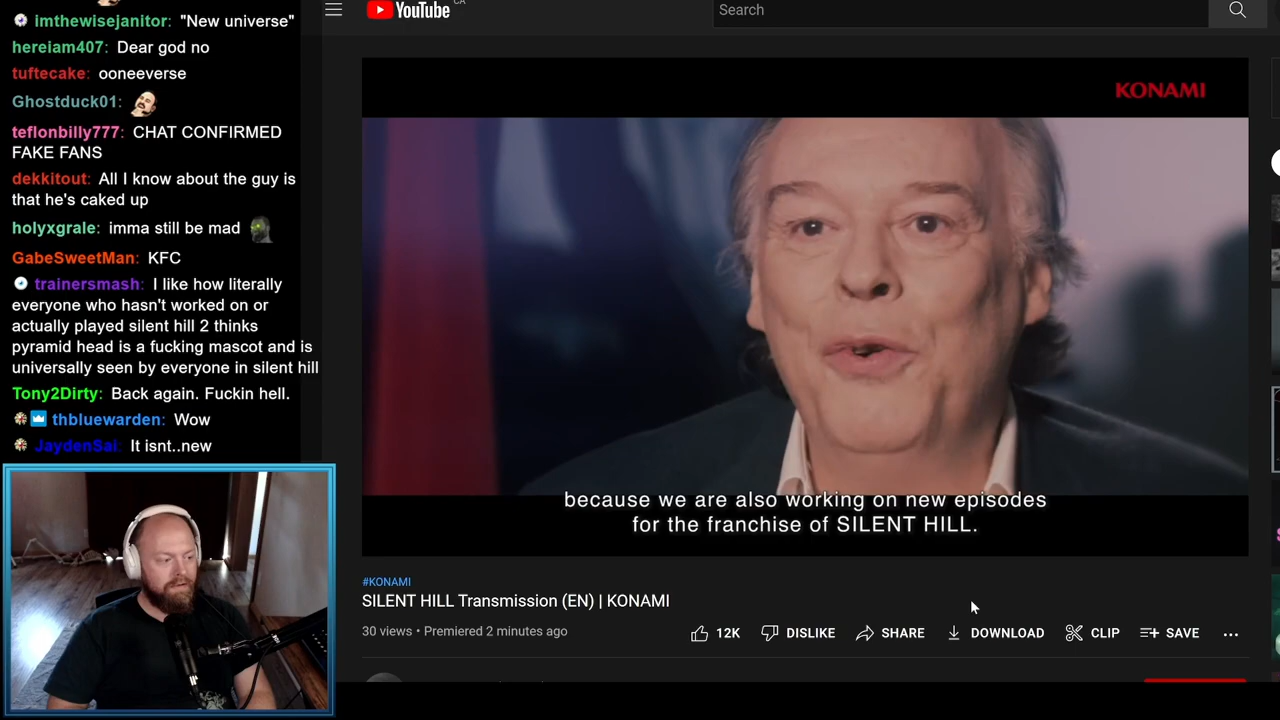 imthewisejanitor: "New universe"
hereiam407: Dear god no
tuftecake: ooneeverse
Ghostduck01:
teflonbilly777: CHAT CONFIRMED
FAKE FANS
dekkitout: All I know about the guy is
that he's caked up
holyxgrale: imma still be mad
GabeSweetMan: KFC
trainersmash: I like how literally
everyone who hasn't worked on or
actually played silent hill 2 thinks
pyramid head is a fucking mascot and is
universally seen by everyone in silent hill
Tony2Dirty: Back again. Fuckin hell.
thbluewarden: Wow
JaydenSai: It isnt..new
YouTube CA
Search
KONAMI
because we are also working on new episodes
for the franchise of SILENT HILL.
#KONAMI
SILENT HILL Transmission (EN) | KONAMI
30 views • Premiered 2 minutes ago
12K DISLIKE SHARE DOWNLOAD CLIP SAVE ...